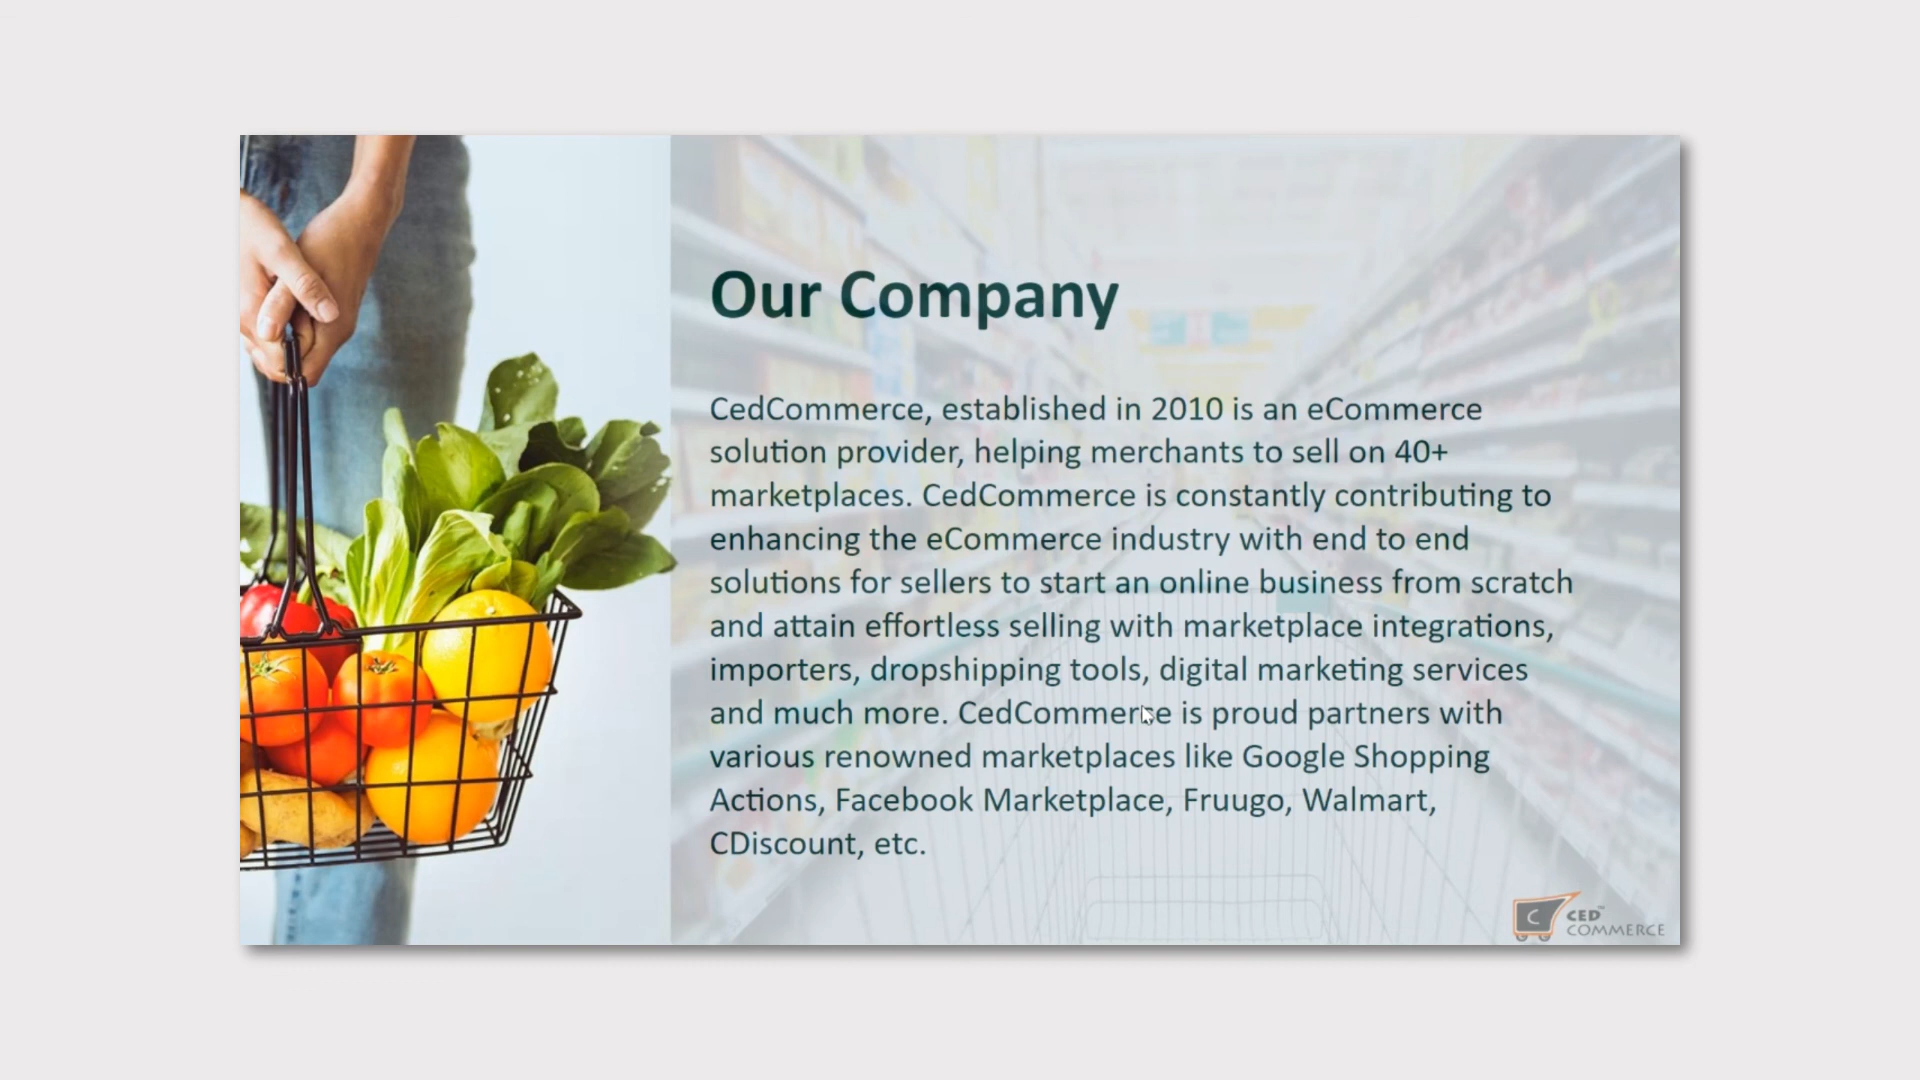 Our Company
CedCommerce, established in 2010 is an eCommerce
solution provider, helping merchants to sell on 40+
marketplaces. CedCommerce is constantly contributing to
enhancing the eCommerce industry with end to end
solutions for sellers to start an online business from scratch
and attain effortless selling with marketplace integrations,
importers, dropshipping tools, digital marketing services
and much more. CedCommerce is proud partners with
various renowned marketplaces like Google Shopping
Actions, Facebook Marketplace, Fruugo, Walmart,
CDiscount, etc.
C CED™
COMMERCE